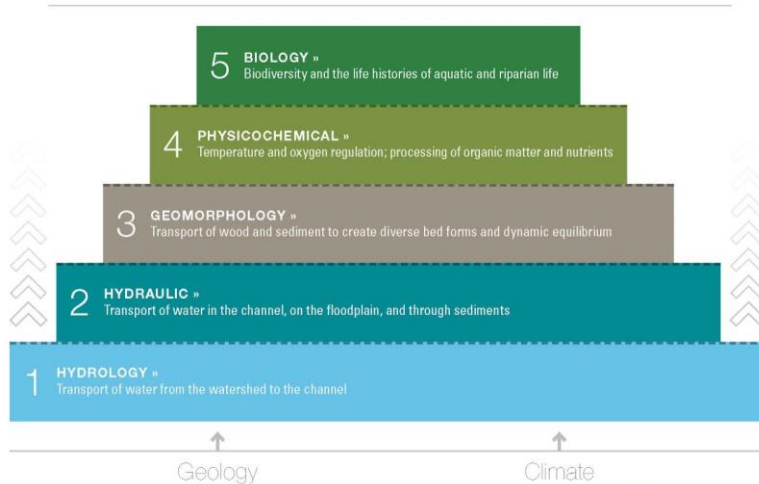 5 BIOLOGY »
Biodiversity and the life histories of aquatic and riparian life
4 PHYSICOCHEMICAL »
Temperature and oxygen regulation; processing of organic matter and nutrients
3 GEOMORPHOLOGY »
Transport of wood and sediment to create diverse bed forms and dynamic equilibrium
2 HYDRAULIC »
Transport of water in the channel, on the floodplain, and through sediments
1 HYDROLOGY »
Transport of water from the watershed to the channel
Geology Climate